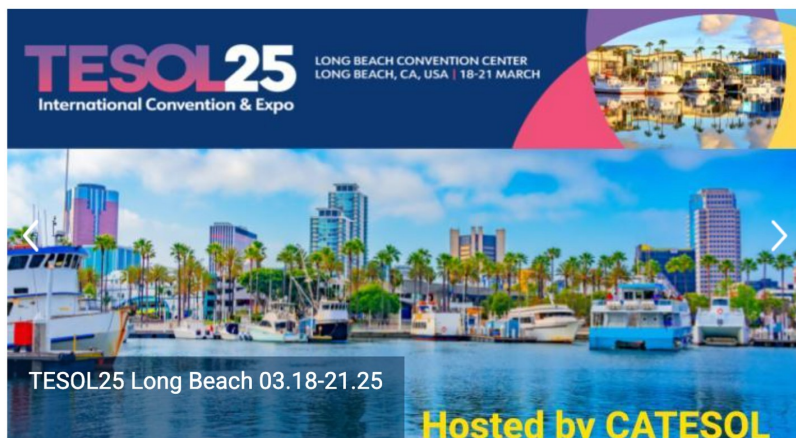 TESOL25
International Convention & Expo
LONG BEACH CONVENTION CENTER
LONG BEACH, CA, USA | 18-21 MARCH
TESOL25 Long Beach 03.18-21.25
Hosted by CATESOL